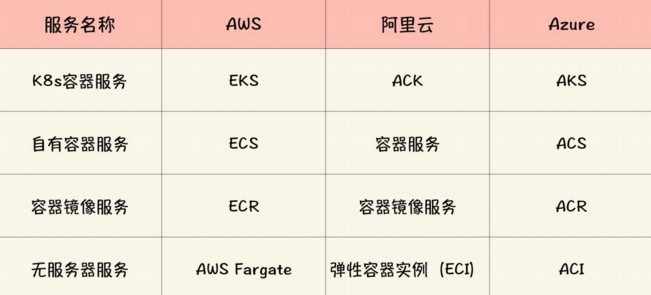 服务名称 AWS 阿里云 Azure
K8s容器服务 EKS ACK AKS
自有容器服务 ECS 容器服务 ACS
容器镜像服务 ECR 容器镜像服务 ACR
无服务器服务 AWS Fargate 弹性容器实例（ECI） ACI